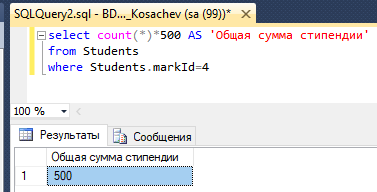 SQLQuery2.sql - BD..._Kosachev (sa (99))*
select count(*)*500 AS 'Общая сумма стипендии'
from Students
where Students.markId=4
100 %
Результаты Сообщения
Общая сумма стипендии
1 500